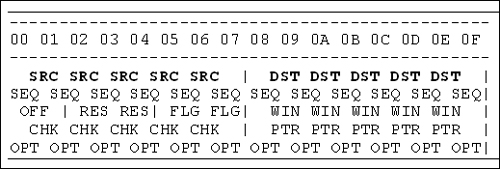 00 01 02 03 04 05 06 07 08 09 0A 0B 0C 0D 0E 0F
SRC SRC SRC SRC SRC | DST DST DST DST DST |
SEQ SEQ SEQ SEQ SEQ SEQ SEQ SEQ SEQ SEQ SEQ SEQ|
OFF | RES RES| FLG FLG| WIN WIN WIN WIN WIN |
CHK CHK CHK CHK CHK | PTR PTR PTR PTR PTR |
OPT OPT OPT OPT OPT OPT OPT OPT OPT OPT OPT OPT|